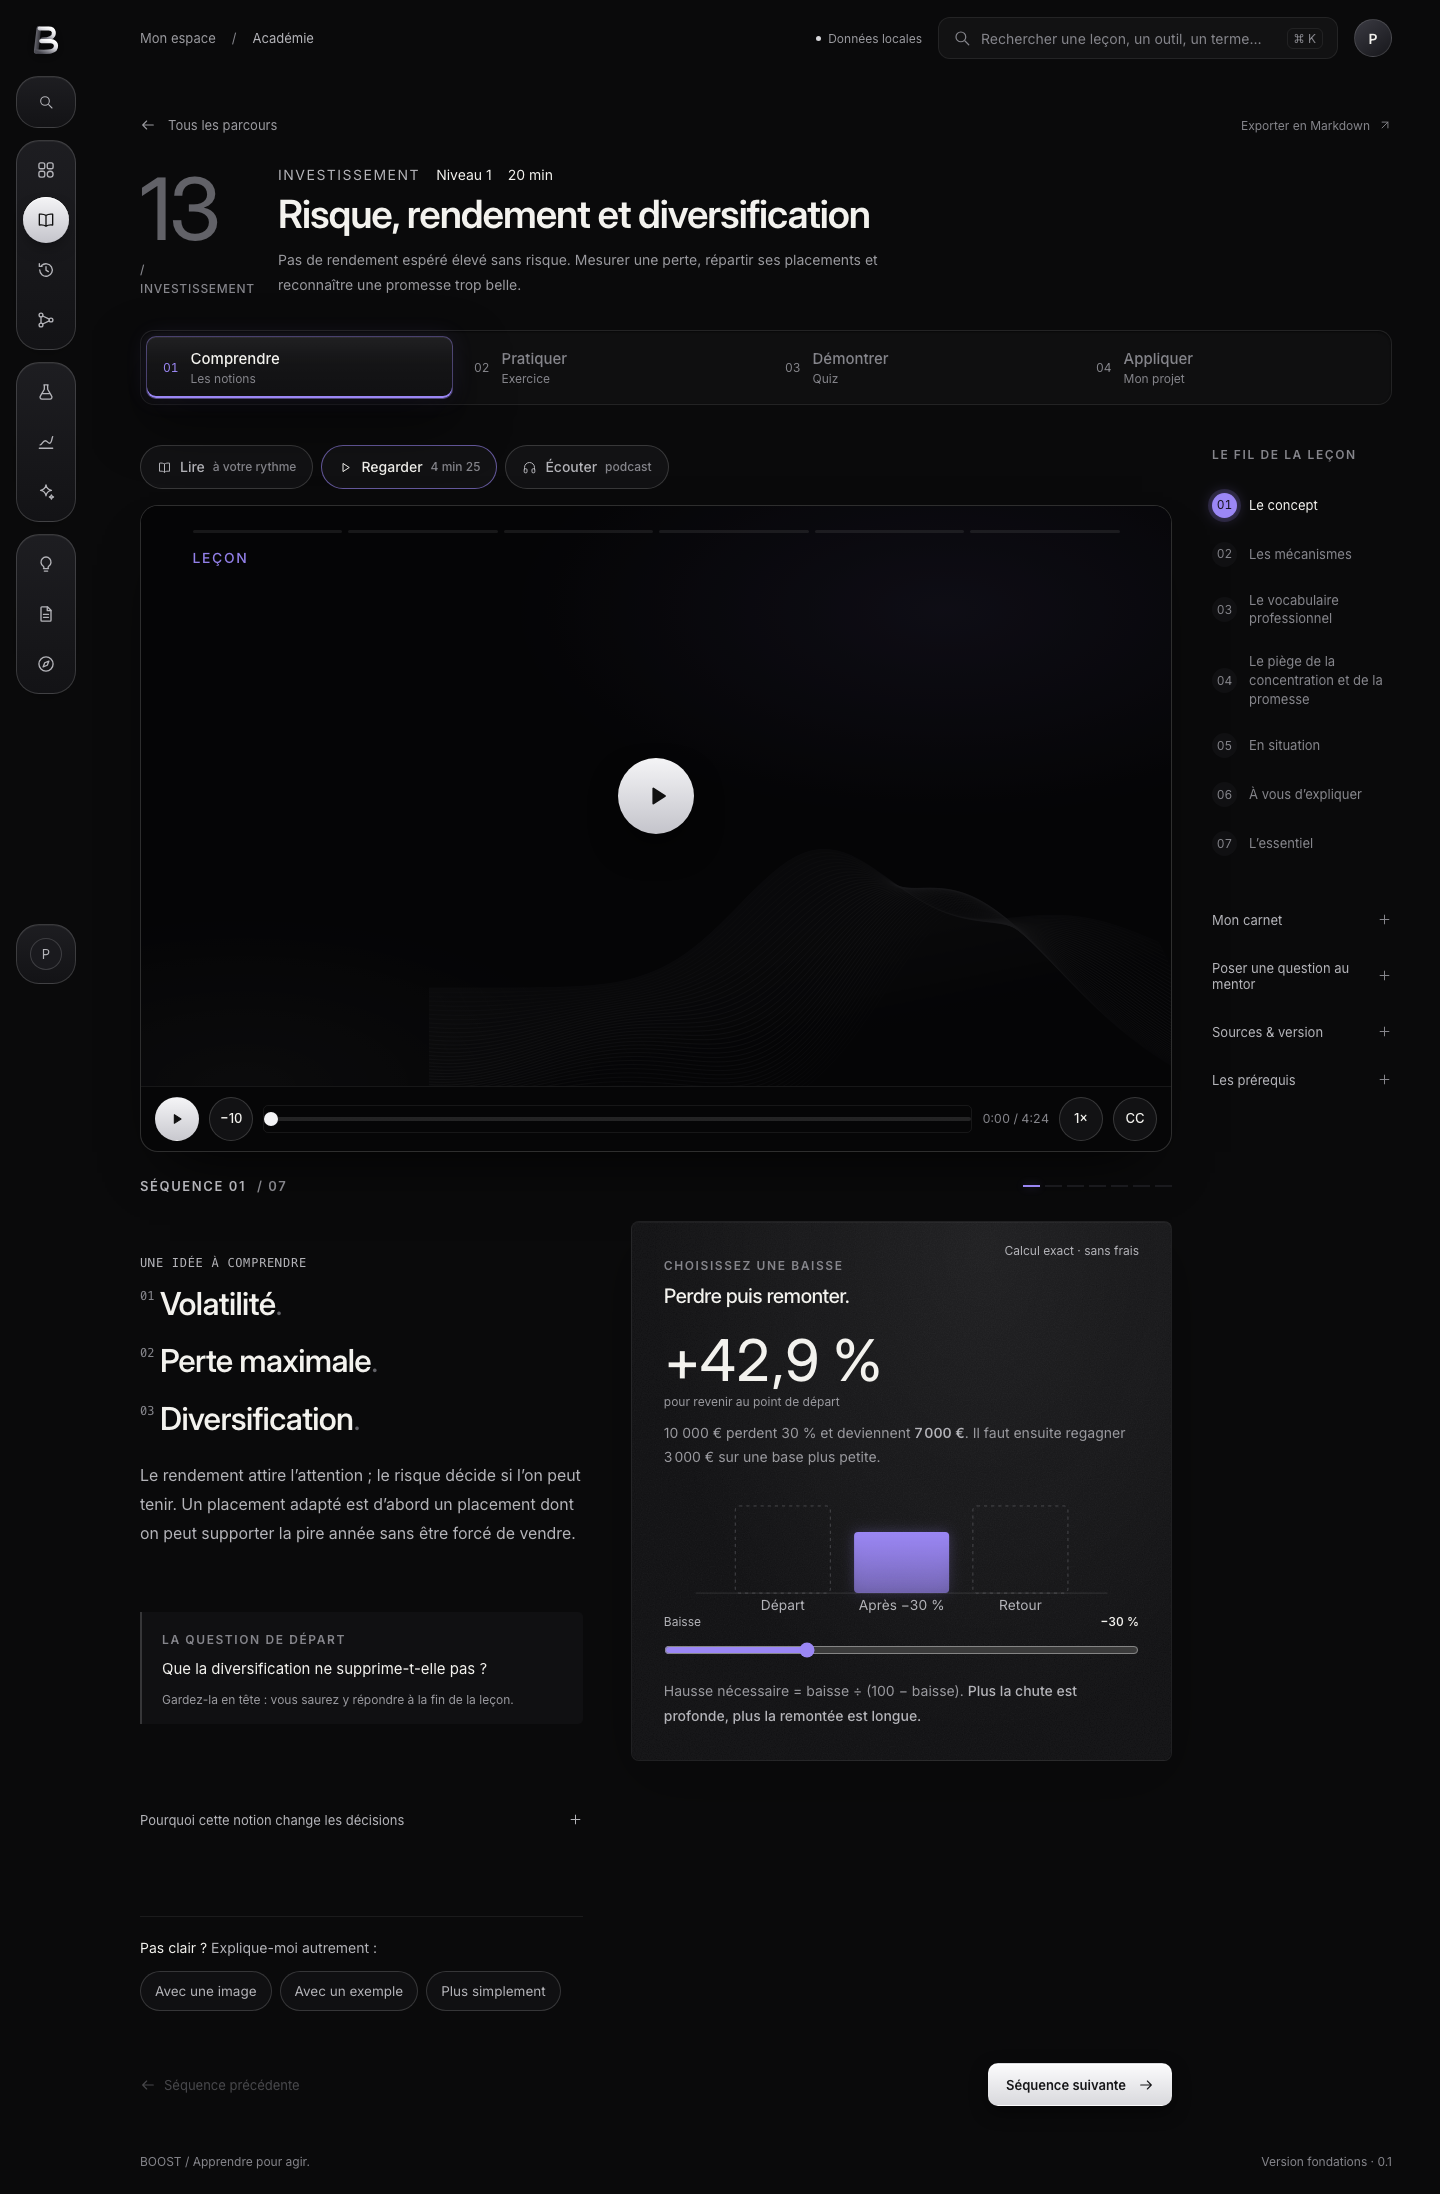 B
Mon espace / Académie
Données locales
Rechercher une leçon, un outil, un terme…
⌘ K
P
← Tous les parcours
Exporter en Markdown ↗
13
/
INVESTISSEMENT
INVESTISSEMENT Niveau 1 20 min
Risque, rendement et diversification
Pas de rendement espéré élevé sans risque. Mesurer une perte, répartir ses placements et
reconnaître une promesse trop belle.
01 Comprendre
Les notions
02 Pratiquer
Exercice
03 Démontrer
Quiz
04 Appliquer
Mon projet
Lire à votre rythme
Regarder 4 min 25
Écouter podcast
LEÇON
−10
0:00 / 4:24
1×
CC
LE FIL DE LA LEÇON
01 Le concept
02 Les mécanismes
03 Le vocabulaire
professionnel
04 Le piège de la
concentration et de la
promesse
05 En situation
06 À vous d’expliquer
07 L’essentiel
Mon carnet +
Poser une question au
mentor +
Sources & version +
Les prérequis +
P
SÉQUENCE 01 / 07
UNE IDÉE À COMPRENDRE
01 Volatilité.
02 Perte maximale.
03 Diversification.
Le rendement attire l’attention ; le risque décide si l’on peut
tenir. Un placement adapté est d’abord un placement dont
on peut supporter la pire année sans être forcé de vendre.
LA QUESTION DE DÉPART
Que la diversification ne supprime-t-elle pas ?
Gardez-la en tête : vous saurez y répondre à la fin de la leçon.
Pourquoi cette notion change les décisions +
Pas clair ? Explique-moi autrement :
Avec une image
Avec un exemple
Plus simplement
Calcul exact · sans frais
CHOISISSEZ UNE BAISSE
Perdre puis remonter.
+42,9 %
pour revenir au point de départ
10 000 € perdent 30 % et deviennent 7 000 €. Il faut ensuite regagner
3 000 € sur une base plus petite.
Départ
Après −30 %
Retour
Baisse
−30 %
Hausse nécessaire = baisse ÷ (100 − baisse). Plus la chute est
profonde, plus la remontée est longue.
← Séquence précédente
Séquence suivante →
BOOST / Apprendre pour agir.
Version fondations · 0.1